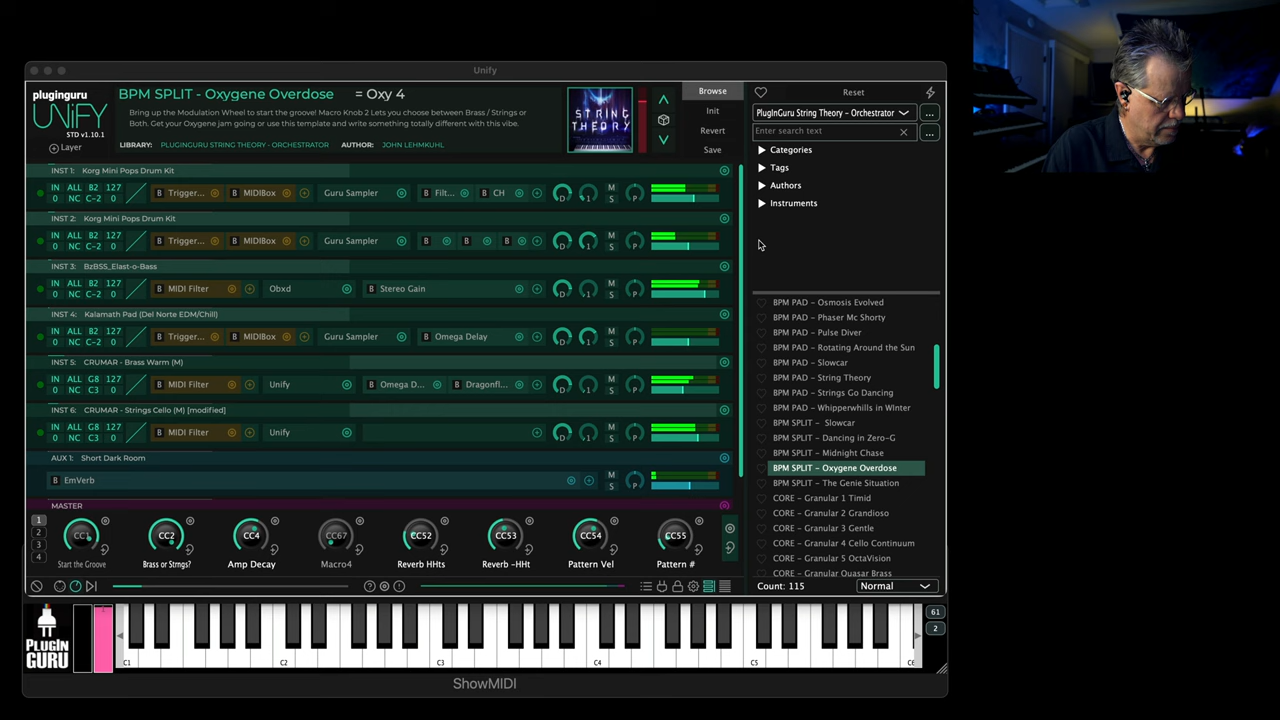 Unify
pluginguru
UNIFY
STD v1.10.1
Layer
BPM SPLIT - Oxygene Overdose = Oxy 4
Bring up the Modulation Wheel to start the groove! Macro Knob 2 Lets you choose between Brass / Strings or
Both. Get your Oxygene jam going or use this template and write something totally different with this vibe.
LIBRARY: PLUGINGURU STRING THEORY - ORCHESTRATOR AUTHOR: JOHN LEHMKUHL
STRING
THEORY
Browse
Init
Revert
Save
INST 1: Korg Mini Pops Drum Kit
IN ALL B2 127
NC C-2 0
0
B Trigger... B MIDIBox Guru Sampler B Filt... B CH D 1 M S P
INST 2: Korg Mini Pops Drum Kit
IN ALL B2 127
0 NC C-2 0
B Trigger... B MIDIBox Guru Sampler B B B D 1 M S P
INST 3: BzBSS_Elast-o-Bass
IN ALL B2 127
0 NC C-2 0
B MIDI Filter Obxd B Stereo Gain D 1 M S P
INST 4: Kalamath Pad (Del Norte EDM/Chill)
IN ALL B2 127
0 NC C-2 0
B Trigger... B MIDIBox Guru Sampler B Omega Delay D 1 M S P
INST 5: CRUMAR - Brass Warm (M)
IN ALL G8 127
0 NC C3 0
B MIDI Filter Unify B Omega D... B Dragonfl... D 1 M S P
INST 6: CRUMAR - Strings Cello (M) [modified]
IN ALL G8 127
0 NC C3 0
B MIDI Filter Unify D 1 M S P
AUX 1: Short Dark Room
B EmVerb M S P
MASTER
1
2
3
4
CC1 CC2 CC4 CC67 CC52 CC53 CC54 CC55
Start the Groove Brass or Strngs? Amp Decay Macro4 Reverb HHts Reverb -HHt Pattern Vel Pattern #
Reset
PlugInGuru String Theory - Orchestrator ...
Enter search text ...
Categories
Tags
Authors
Instruments
BPM PAD - Osmosis Evolved
BPM PAD - Phaser Mc Shorty
BPM PAD - Pulse Diver
BPM PAD - Rotating Around the Sun
BPM PAD - Slowcar
BPM PAD - String Theory
BPM PAD - Strings Go Dancing
BPM PAD - Whipperwhills in WInter
BPM SPLIT - Slowcar
BPM SPLIT - Dancing in Zero-G
BPM SPLIT - Midnight Chase
BPM SPLIT - Oxygene Overdose
BPM SPLIT - The Genie Situation
CORE - Granular 1 Timid
CORE - Granular 2 Grandioso
CORE - Granular 3 Gentle
CORE - Granular 4 Cello Continuum
CORE - Granular 5 OctaVision
CORE - Granular Quasar Brass
Count: 115 Normal
PLUGIN
GURU
1
C1 C2 C3 C4 C5 C6
61
2
ShowMIDI